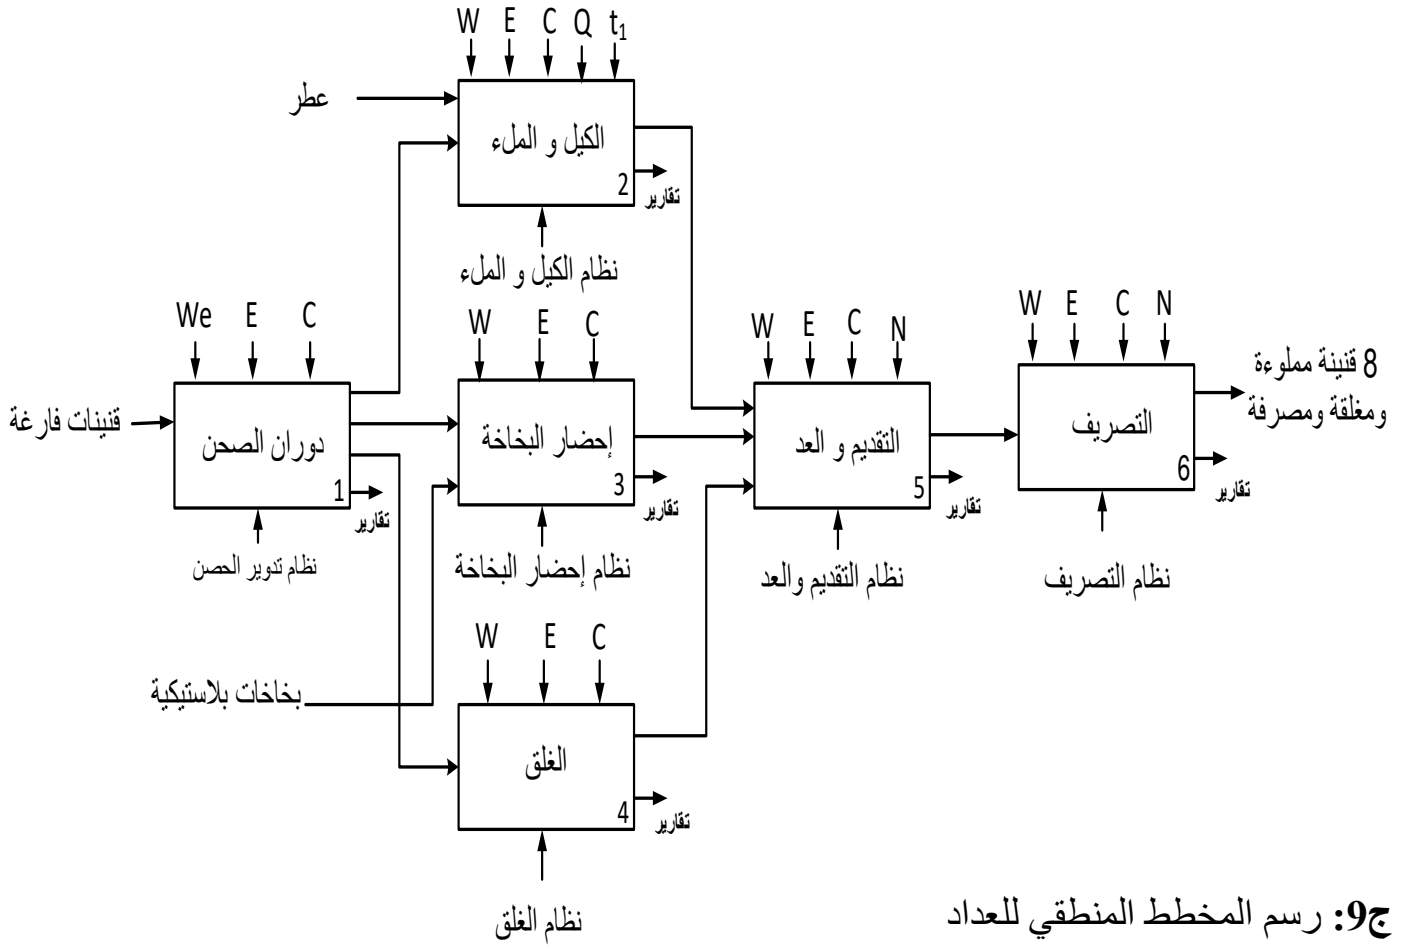 W E C Q t1
عطر
الكيل و الملء
2
تقارير
نظام الكيل و الملء
We E C
قنينات فارغة
دوران الصحن
1
تقارير
نظام تدوير الحصن
W E C
إحضار البخاخة
3
تقارير
نظام إحضار البخاخة
بخاخات بلاستيكية
W E C
الغلق
4
تقارير
نظام الغلق
W E C N
التقديم و العد
5
تقارير
نظام التقديم والعد
W E C N
التصريف
6
تقارير
نظام التصريف
8 قنينة مملوءة
ومغلقة ومصرفة
ج9: رسم المخطط المنطقي للعداد